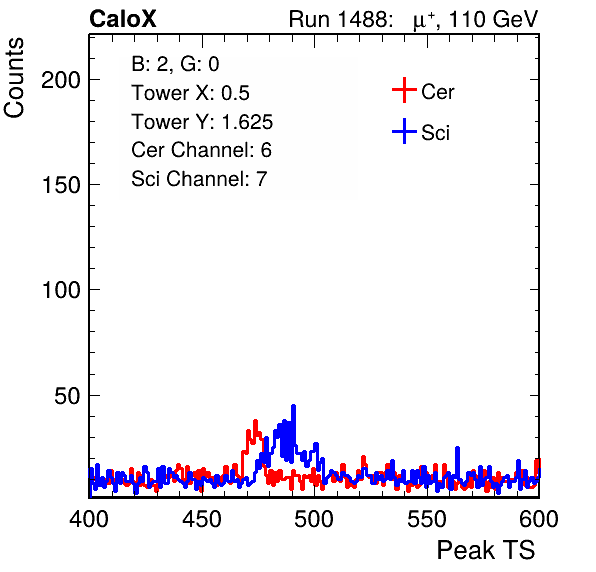 CaloX Run 1488: μ⁺, 110 GeV
Counts
B: 2, G: 0
Tower X: 0.5
Tower Y: 1.625
Cer Channel: 6
Sci Channel: 7
Cer
Sci
200
150
100
50
400 450 500 550 600
Peak TS